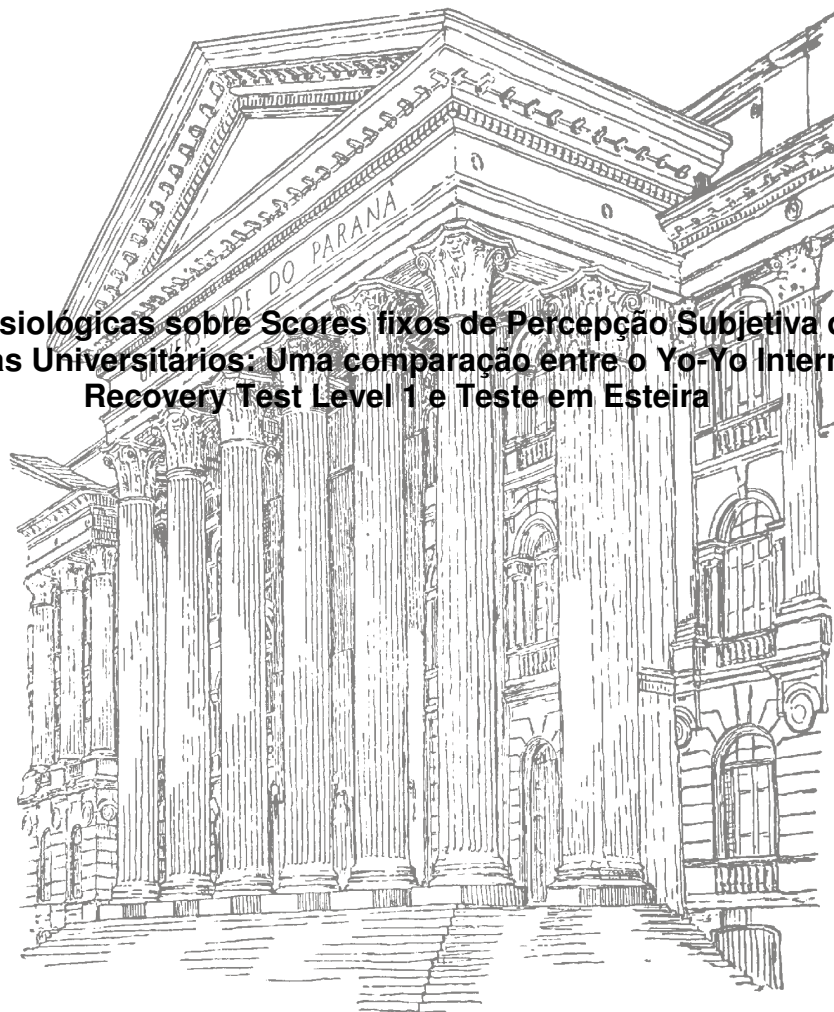 DADE DO PARANÁ
siológicas sobre Scores fixos de Percepção Subjetiva
as Universitários: Uma comparação entre o Yo-Yo Interm
Recovery Test Level 1 e Teste em Esteira